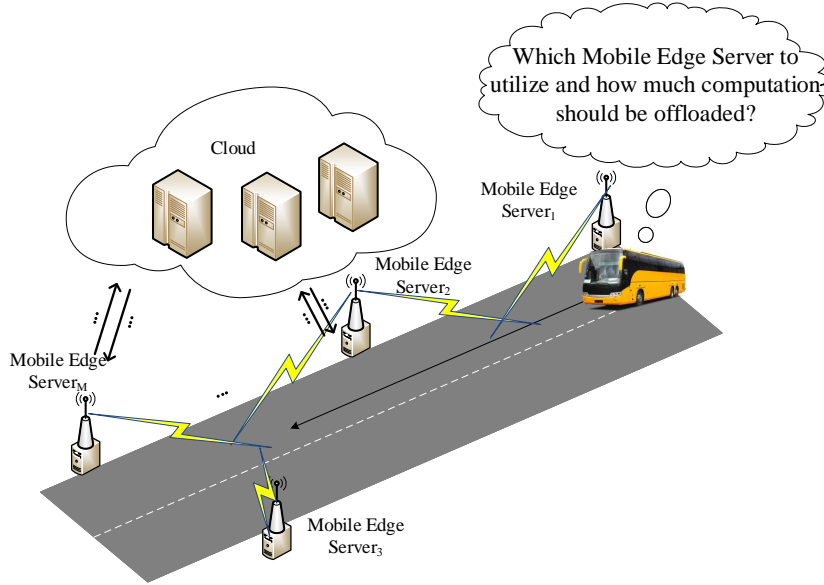 Which Mobile Edge Server to
utilize and how much computation
should be offloaded?
Cloud
Mobile Edge
Server₁
Mobile Edge
Server₂
Mobile Edge
Server_M
...
Mobile Edge
Server₃